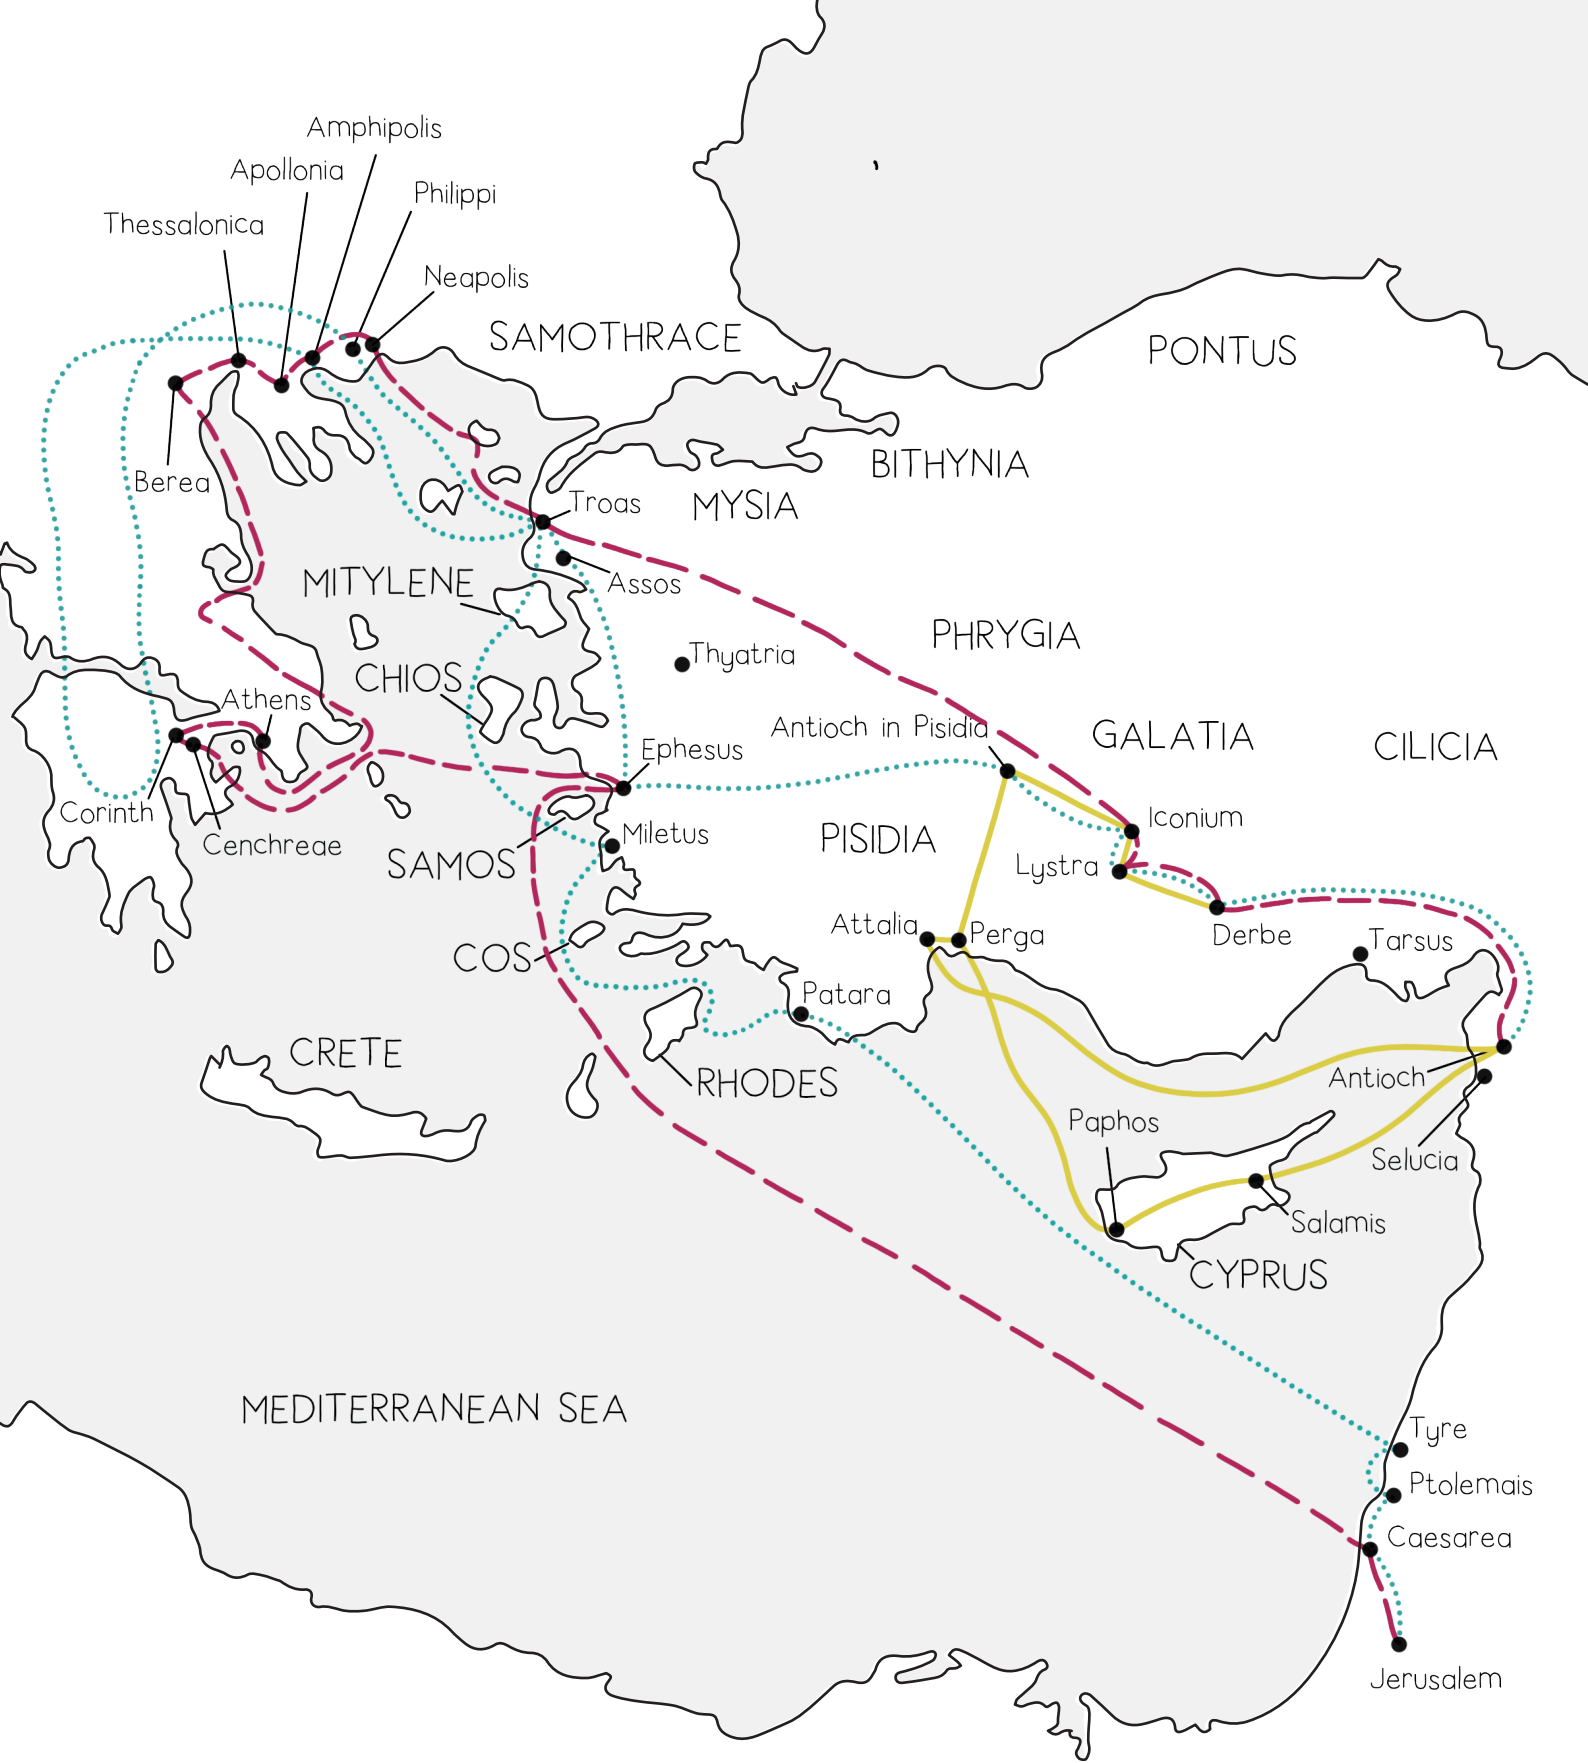 Amphipolis
Apollonia
Philippi
Thessalonica
Neapolis
SAMOTHRACE
PONTUS
Berea
BITHYNIA
MYSIA
Troas
MITYLENE
Assos
PHRYGIA
Thyatria
CHIOS
Athens
Antioch in Pisidia
GALATIA
CILICIA
Ephesus
Corinth
Iconium
Miletus
PISIDIA
Cenchreae
SAMOS
Lystra
Attalia
Perga
Derbe
Tarsus
COS
Patara
CRETE
RHODES
Antioch
Paphos
Selucia
Salamis
CYPRUS
MEDITERRANEAN SEA
Tyre
Ptolemais
Caesarea
Jerusalem